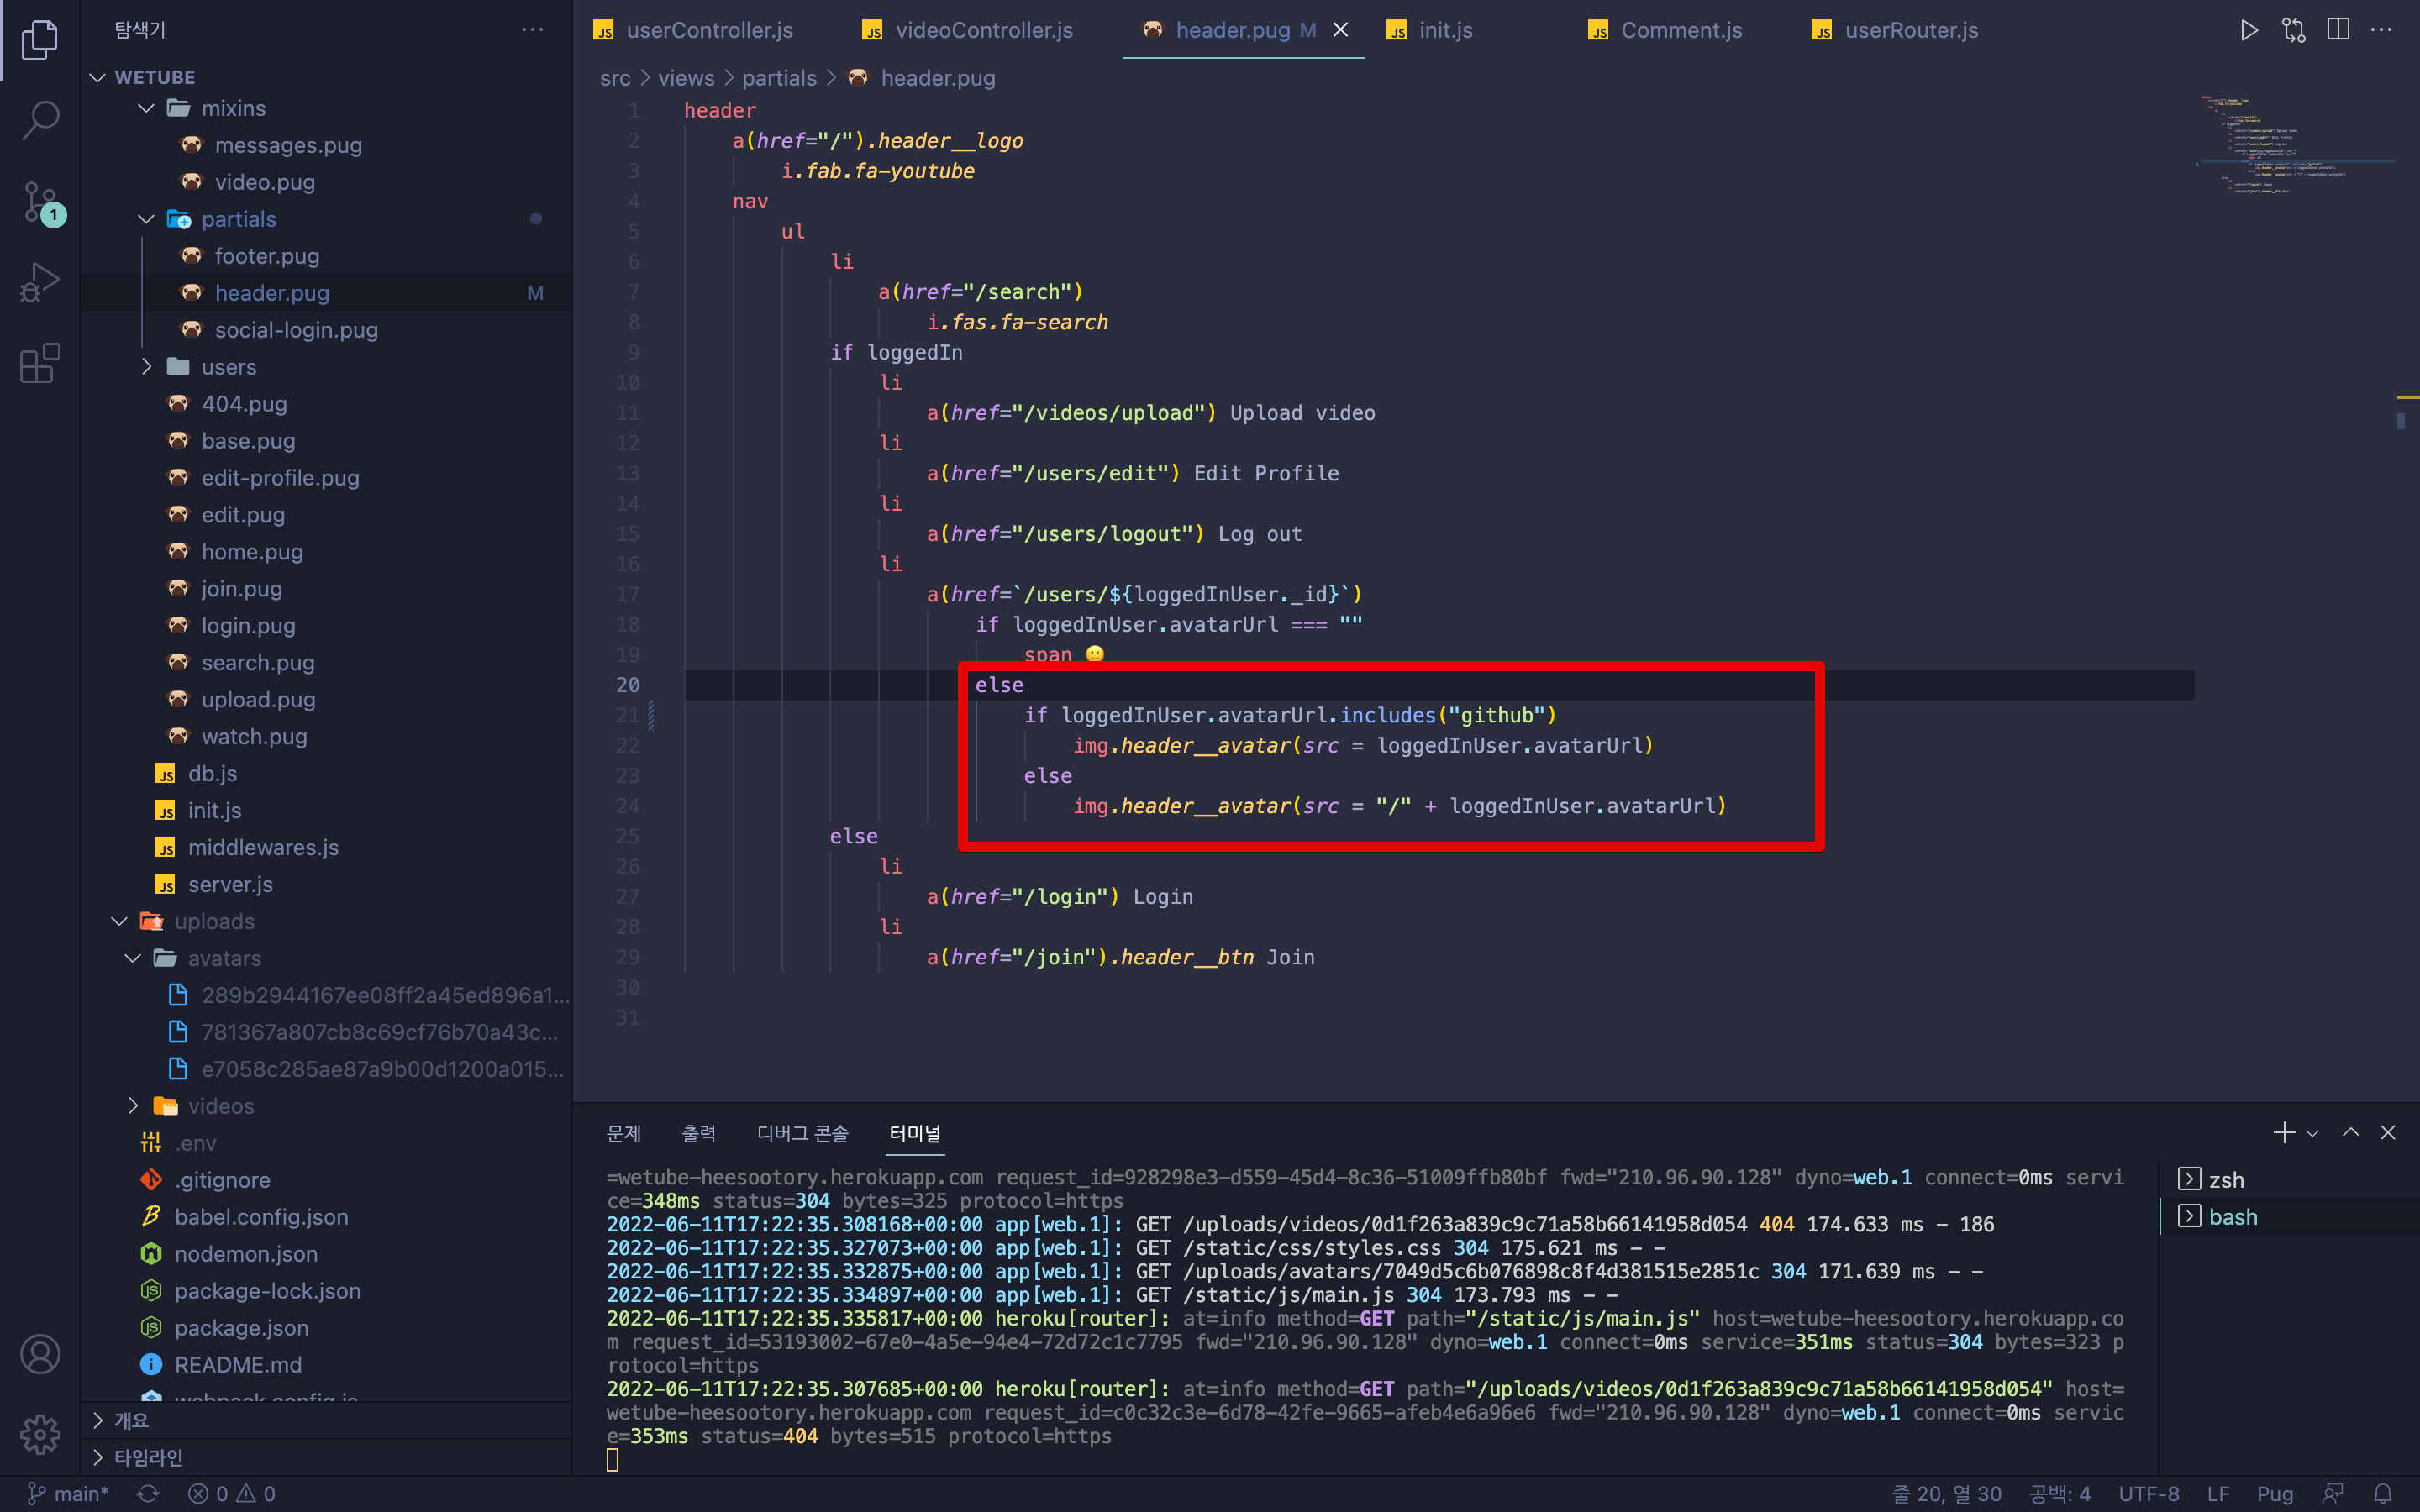 탐색기
WETUBE
mixins
messages.pug
video.pug
partials
footer.pug
header.pug M
social-login.pug
users
404.pug
base.pug
edit-profile.pug
edit.pug
home.pug
join.pug
login.pug
search.pug
upload.pug
watch.pug
JS db.js
JS init.js
JS middlewares.js
JS server.js
uploads
avatars
289b2944167ee08ff2a45ed896a1...
781367a807cb8c69cf76b70a43c...
e7058c285ae87a9b00d1200a015...
videos
.env
.gitignore
babel.config.json
nodemon.json
package-lock.json
package.json
README.md
webpack.config.js
개요
타임라인
1
JS userController.js JS videoController.js header.pug M JS init.js JS Comment.js JS userRouter.js
src > views > partials > header.pug
1 header
2 a(href="/").header__logo
3 i.fab.fa-youtube
4 nav
5 ul
6 li
7 a(href="/search")
8 i.fas.fa-search
9 if loggedIn
10 li
11 a(href="/videos/upload") Upload video
12 li
13 a(href="/users/edit") Edit Profile
14 li
15 a(href="/users/logout") Log out
16 li
17 a(href=`/users/${loggedInUser._id}`)
18 if loggedInUser.avatarUrl === ""
19 span 🙂
20 else
21 if loggedInUser.avatarUrl.includes("github")
22 img.header__avatar(src = loggedInUser.avatarUrl)
23 else
24 img.header__avatar(src = "/" + loggedInUser.avatarUrl)
25 else
26 li
27 a(href="/login") Login
28 li
29 a(href="/join").header__btn Join
30
31
문제 출력 디버그 콘솔 터미널
=wetube-heesootory.herokuapp.com request_id=928298e3-d559-45d4-8c36-51009ffb80bf fwd="210.96.90.128" dyno=web.1 connect=0ms servi
ce=348ms status=304 bytes=325 protocol=https
2022-06-11T17:22:35.308168+00:00 app[web.1]: GET /uploads/videos/0d1f263a839c9c71a58b66141958d054 404 174.633 ms - 186
2022-06-11T17:22:35.327073+00:00 app[web.1]: GET /static/css/styles.css 304 175.621 ms - -
2022-06-11T17:22:35.332875+00:00 app[web.1]: GET /uploads/avatars/7049d5c6b076898c8f4d381515e2851c 304 171.639 ms - -
2022-06-11T17:22:35.334897+00:00 app[web.1]: GET /static/js/main.js 304 173.793 ms - -
2022-06-11T17:22:35.335817+00:00 heroku[router]: at=info method=GET path="/static/js/main.js" host=wetube-heesootory.herokuapp.co
m request_id=53193002-67e0-4a5e-94e4-72d72c1c7795 fwd="210.96.90.128" dyno=web.1 connect=0ms service=351ms status=304 bytes=323 p
rotocol=https
2022-06-11T17:22:35.307685+00:00 heroku[router]: at=info method=GET path="/uploads/videos/0d1f263a839c9c71a58b66141958d054" host=
wetube-heesootory.herokuapp.com request_id=c0c32c3e-6d78-42fe-9665-afeb4e6a96e6 fwd="210.96.90.128" dyno=web.1 connect=0ms servic
e=353ms status=404 bytes=515 protocol=https
zsh
bash
main* 0 0 줄 20, 열 30 공백: 4 UTF-8 LF Pug